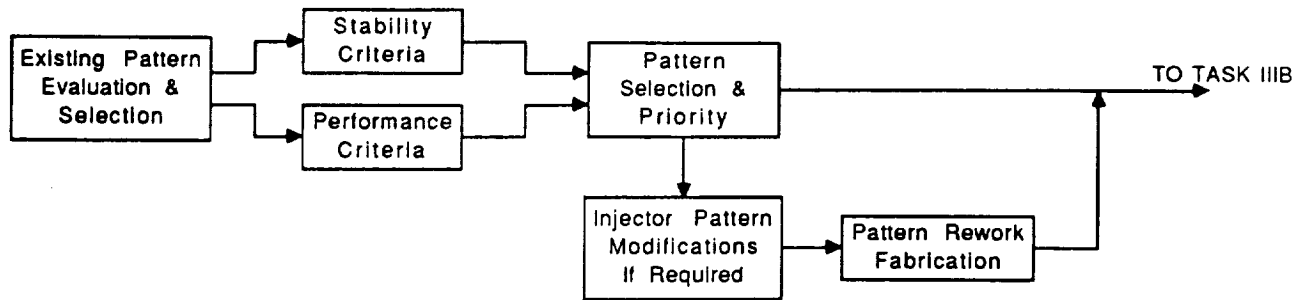 Existing Pattern
Evaluation &
Selection
Stability
Criteria
Performance
Criteria
Pattern
Selection &
Priority
TO TASK IIIB
Injector Pattern
Modifications
If Required
Pattern Rework
Fabrication